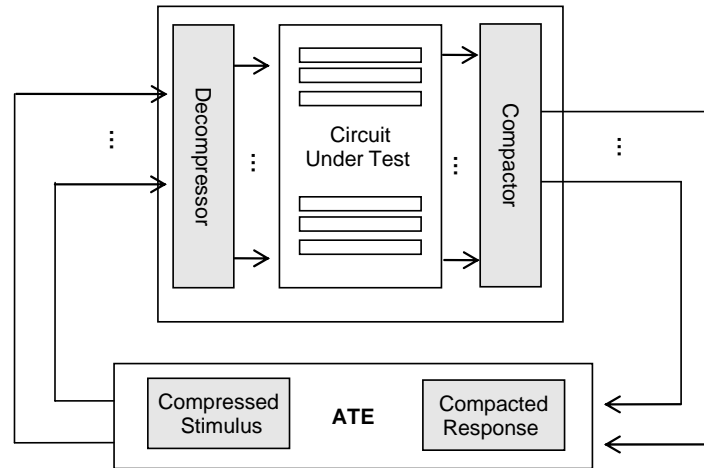 Decompressor
Circuit
Under Test
Compactor
...
...
...
...
Compressed
Stimulus
ATE
Compacted
Response